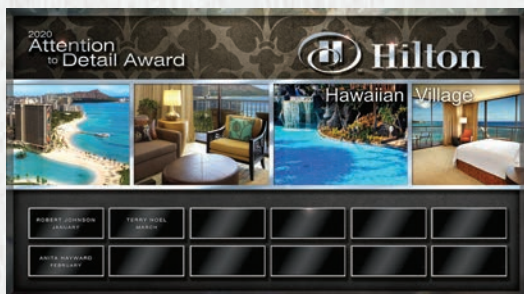 2020
Attention
to Detail Award
H Hilton
Hawaiian Village
ROBERT JOHNSON
JANUARY
TERRY NOEL
MARCH
ANITA HAYWARD
FEBRUARY